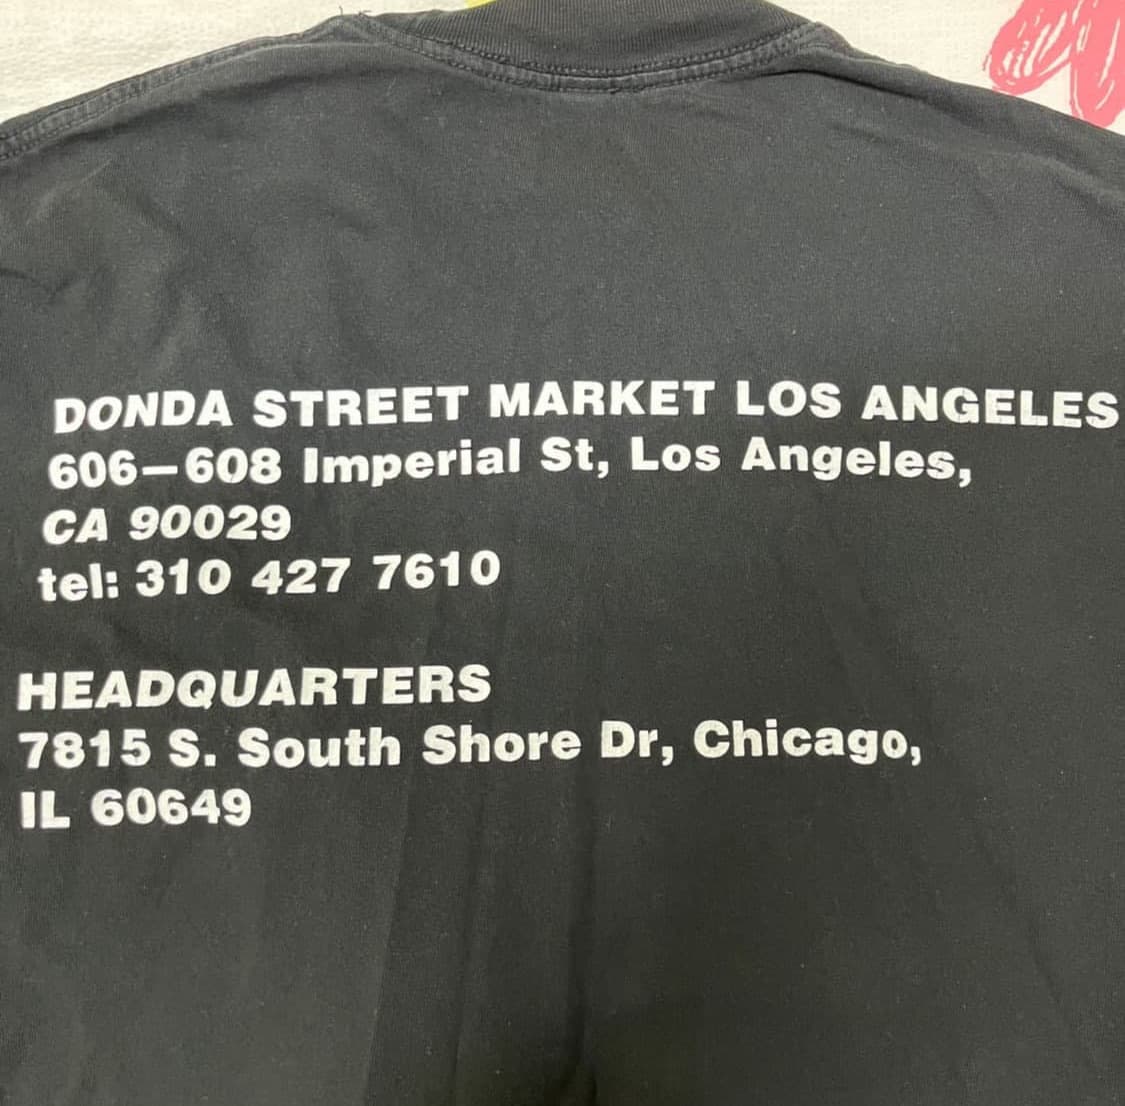 DONDA STREET MARKET LOS ANGELES
606–608 Imperial St, Los Angeles,
CA 90029
tel: 310 427 7610
HEADQUARTERS
7815 S. South Shore Dr, Chicago,
IL 60649